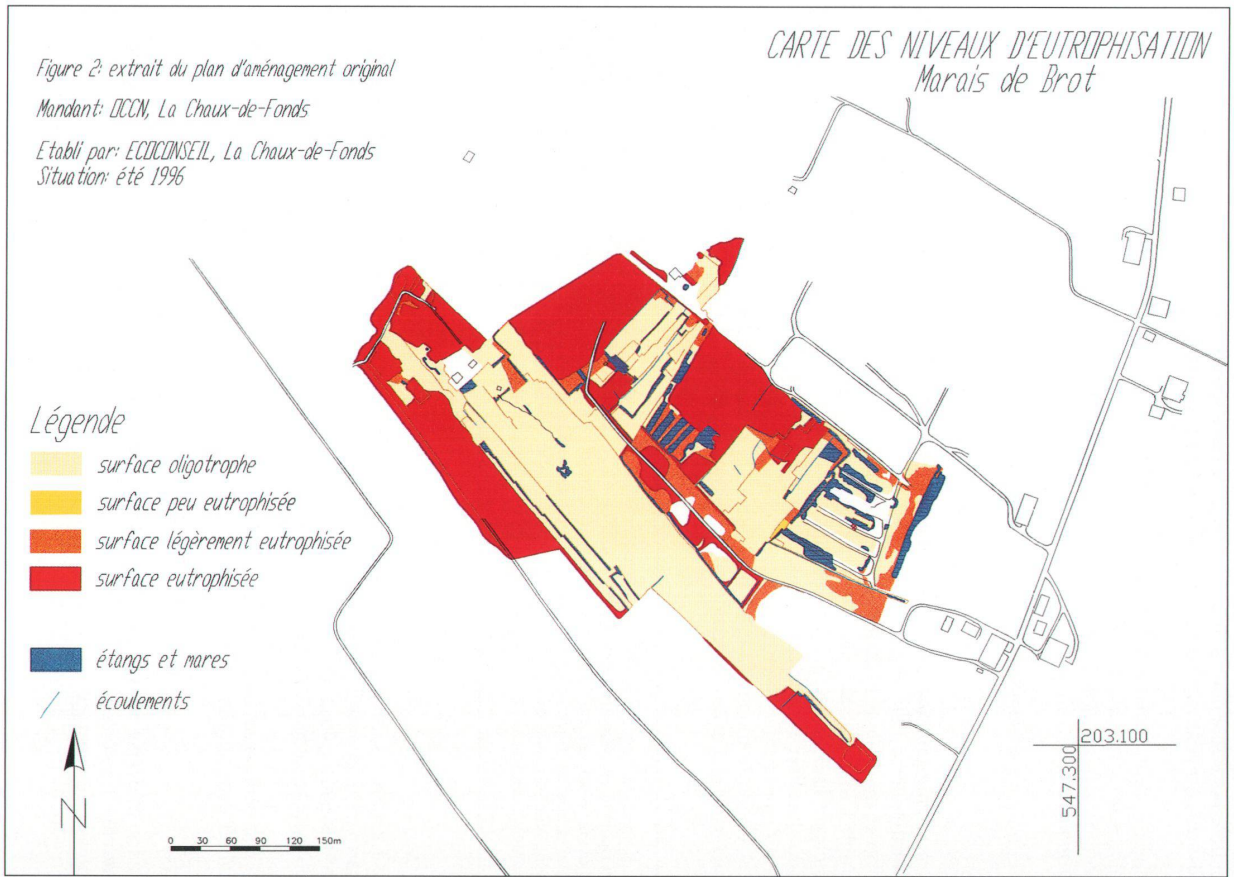 CARTE DES NIVEAUX D'EUTROPHISATION
Marais de Brot
Figure 2: extrait du plan d'aménagement original
Mandant: OCCN, La Chaux-de-Fonds
Etabli par: ECOCONSEIL, La Chaux-de-Fonds
Situation: été 1996
Légende
surface oligotrophe
surface peu eutrophisée
surface légèrement eutrophisée
surface eutrophisée
étangs et mares
écoulements
N
0 30 60 90 120 150m
203.100
547.300